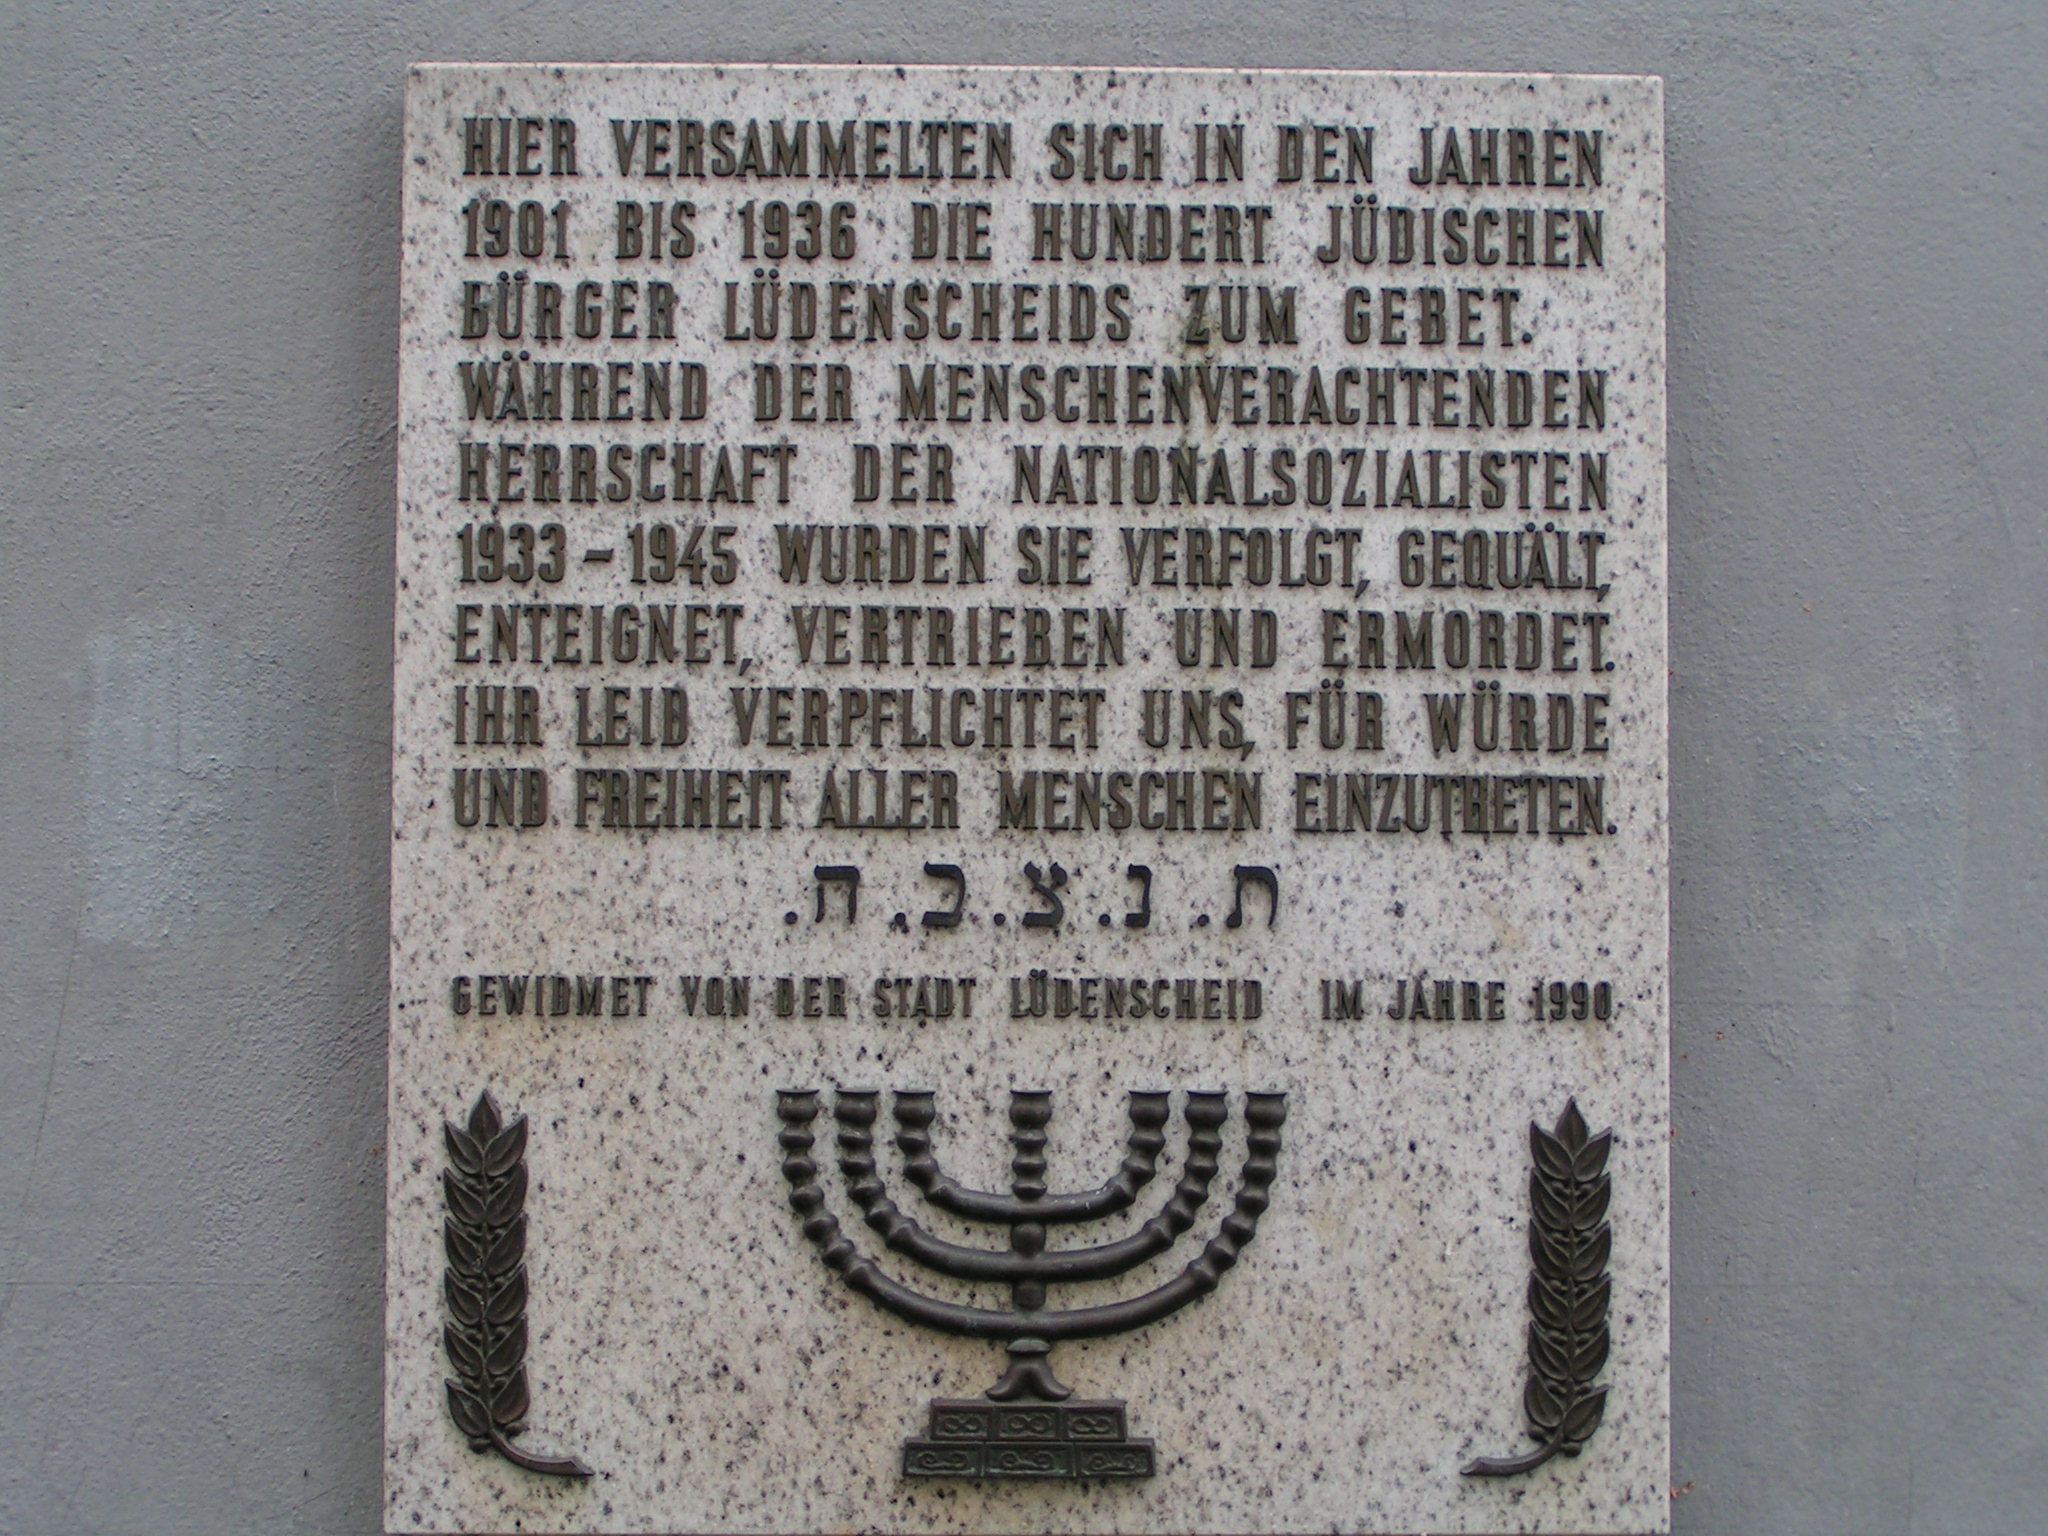 HIER VERSAMMELTEN SICH IN DEN JAHREN
1901 BIS 1936 DIE HUNDERT JÜDISCHEN
BÜRGER LÜDENSCHEIDS ZUM GEBET.
WÄHREND DER MENSCHENVERACHTENDEN
HERRSCHAFT DER NATIONALSOZIALISTEN
1933 – 1945 WURDEN SIE VERFOLGT, GEQUÄLT,
ENTEIGNET, VERTRIEBEN UND ERMORDET.
IHR LEID VERPFLICHTET UNS, FÜR WÜRDE
UND FREIHEIT ALLER MENSCHEN EINZUTRETEN.
ת. נ. צ. ב. ה.
GEWIDMET VON DER STADT LÜDENSCHEID IM JAHRE 1990